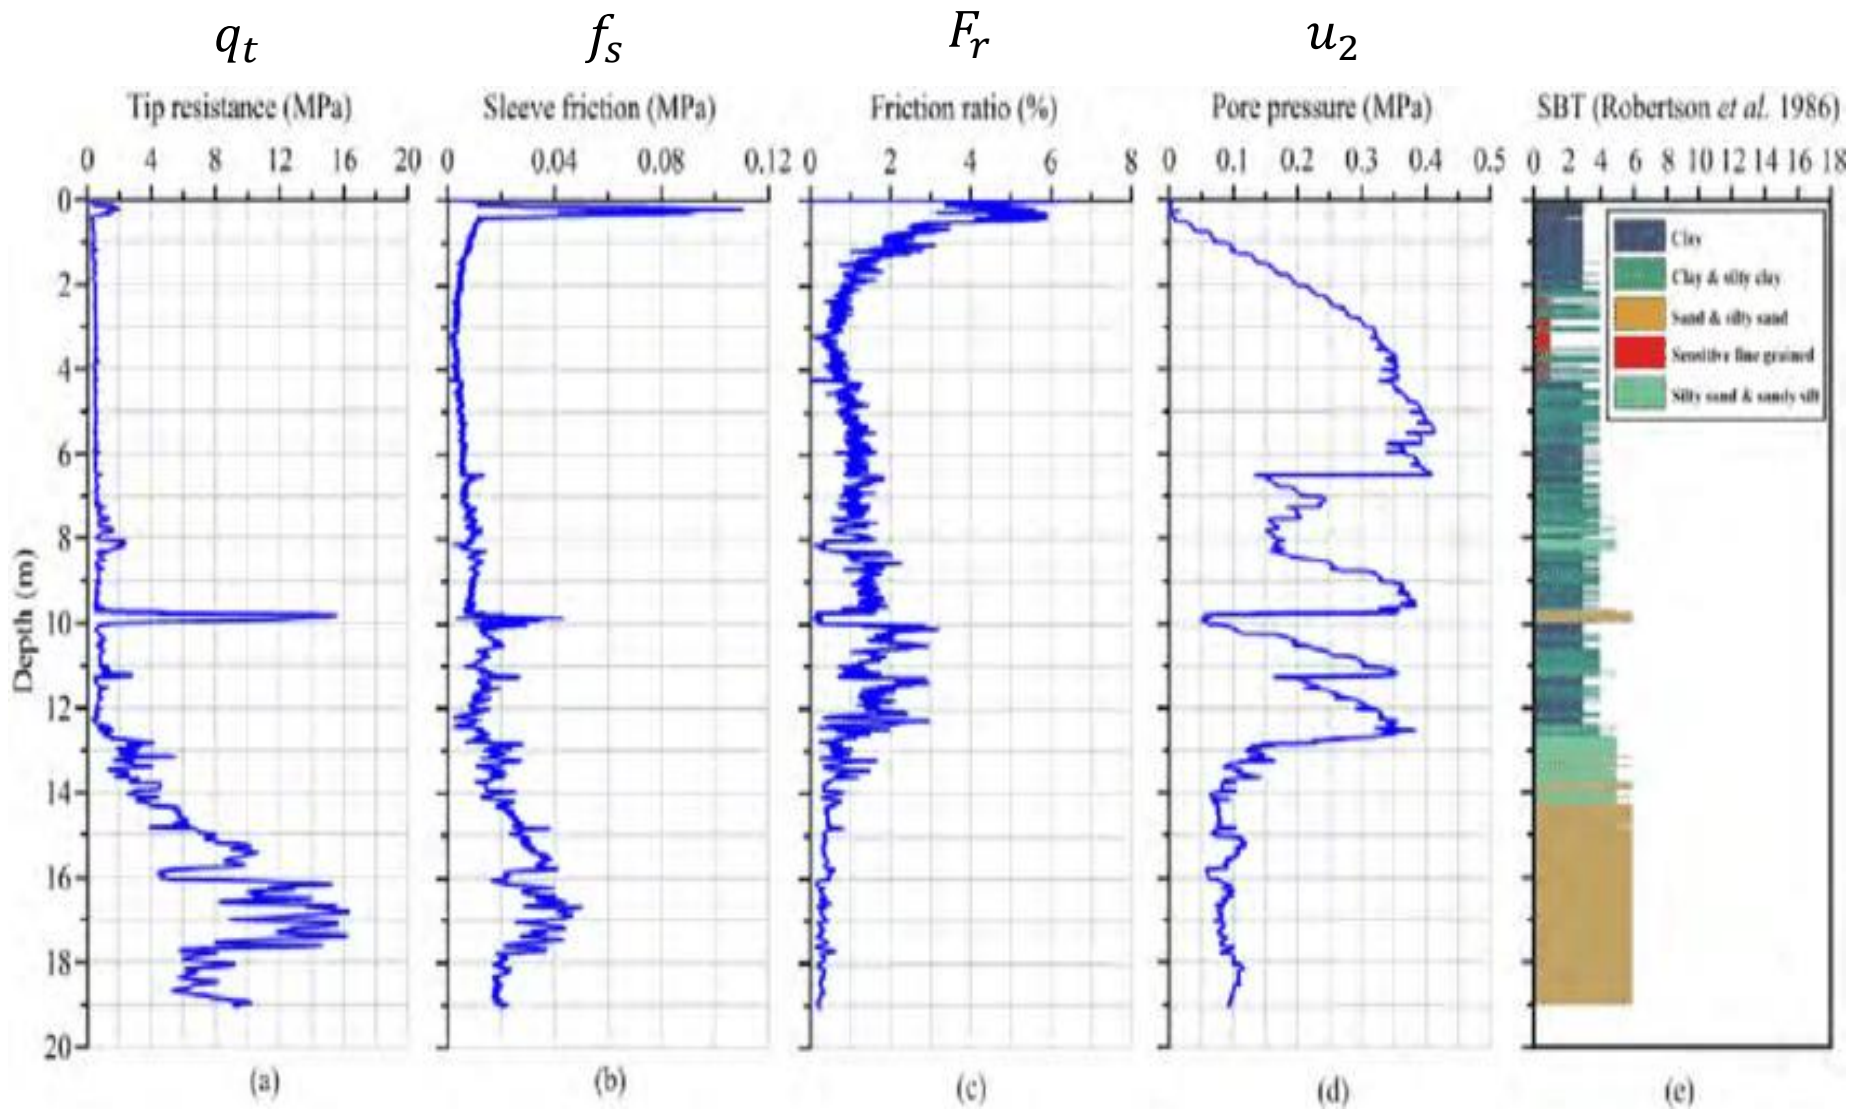 q_t f_s F_r u_2
Tip resistance (MPa) Sleeve friction (MPa) Friction ratio (%) Pore pressure (MPa) SBT (Robertson et al. 1986)
0 4 8 12 16 20 0 0.04 0.08 0.12 0 2 4 6 8 0 0.1 0.2 0.3 0.4 0.5 0 2 4 6 8 10 12 14 16 18
0
2
4
6
8
10
12
14
16
18
20
Depth (m)
Clay
Clay & silty clay
Sand & silty sand
Sensitive fine grained
Silty sand & sandy silt
(a) (b) (c) (d) (e)